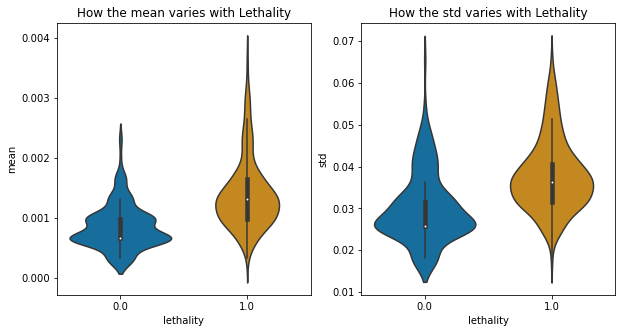 How the mean varies with Lethality
0.004
0.003
0.002
0.001
0.000
mean
0.0
1.0
lethality
How the std varies with Lethality
0.07
0.06
0.05
0.04
0.03
0.02
0.01
std
0.0
1.0
lethality